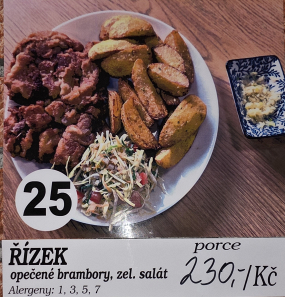 25
ŘÍZEK
opečené brambory, zel. salát
Alergeny: 1, 3, 5, 7
porce
230,-/Kč